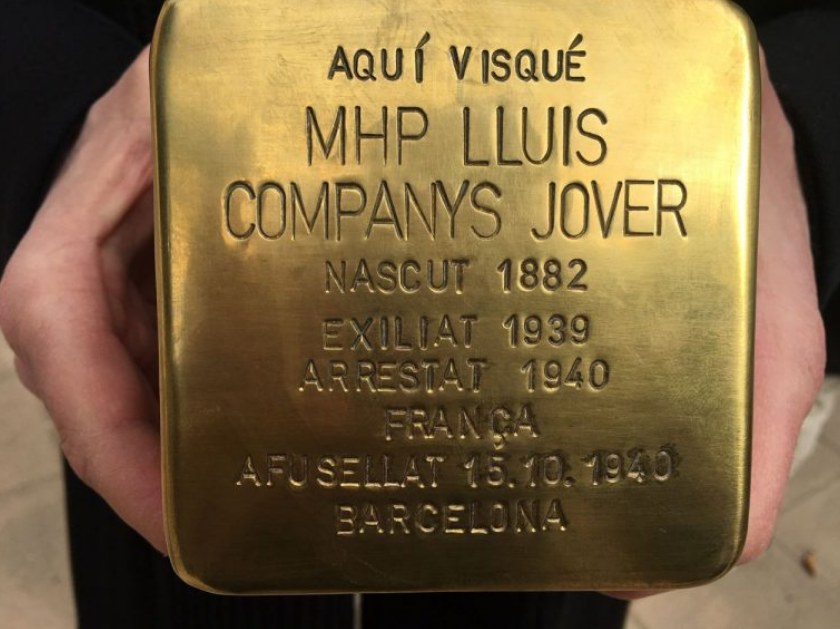 AQUÍ VISQUÉ
MHP LLUIS
COMPANYS JOVER
NASCUT 1882
EXILIAT 1939
ARRESTAT 1940
FRANÇA
AFUSELLAT 15.10.1940
BARCELONA